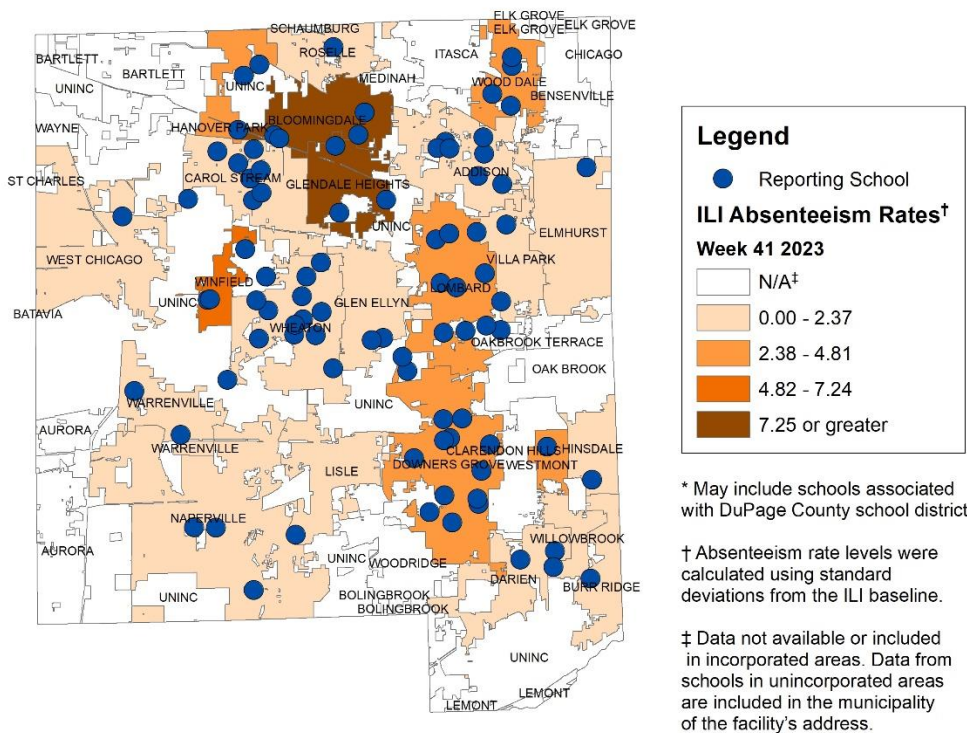 SCHAUMBURG
ELK GROVE
ELK GROVE
ELK GROVE
BARTLETT
ROSELLE
ITASCA
CHICAGO
BARTLETT
MEDINAH
UNINC
UNINC
WOOD DALE
BENSENVILLE
WAYNE
HANOVER PARK
BLOOMINGDALE
ST CHARLES
CAROL STREAM
GLENDALE HEIGHTS
ADDISON
UNINC
ELMHURST
WEST CHICAGO
VILLA PARK
WINFIELD
LOMBARD
UNINC
GLEN ELLYN
BATAVIA
WHEATON
OAKBROOK TERRACE
OAK BROOK
WARRENVILLE
UNINC
AURORA
WARRENVILLE
CLARENDON HILLS
HINSDALE
LISLE
DOWNERS GROVE
WESTMONT
NAPERVILLE
WILLOWBROOK
AURORA
UNINC
WOODRIDGE
DARIEN
BURR RIDGE
UNINC
BOLINGBROOK
BOLINGBROOK
UNINC
LEMONT
LEMONT
Legend
Reporting School
ILI Absenteeism Rates†
Week 41 2023
N/A‡
0.00 - 2.37
2.38 - 4.81
4.82 - 7.24
7.25 or greater
* May include schools associated
with DuPage County school district
† Absenteeism rate levels were
calculated using standard
deviations from the ILI baseline.
‡ Data not available or included
in incorporated areas. Data from
schools in unincorporated areas
are included in the municipality
of the facility's address.